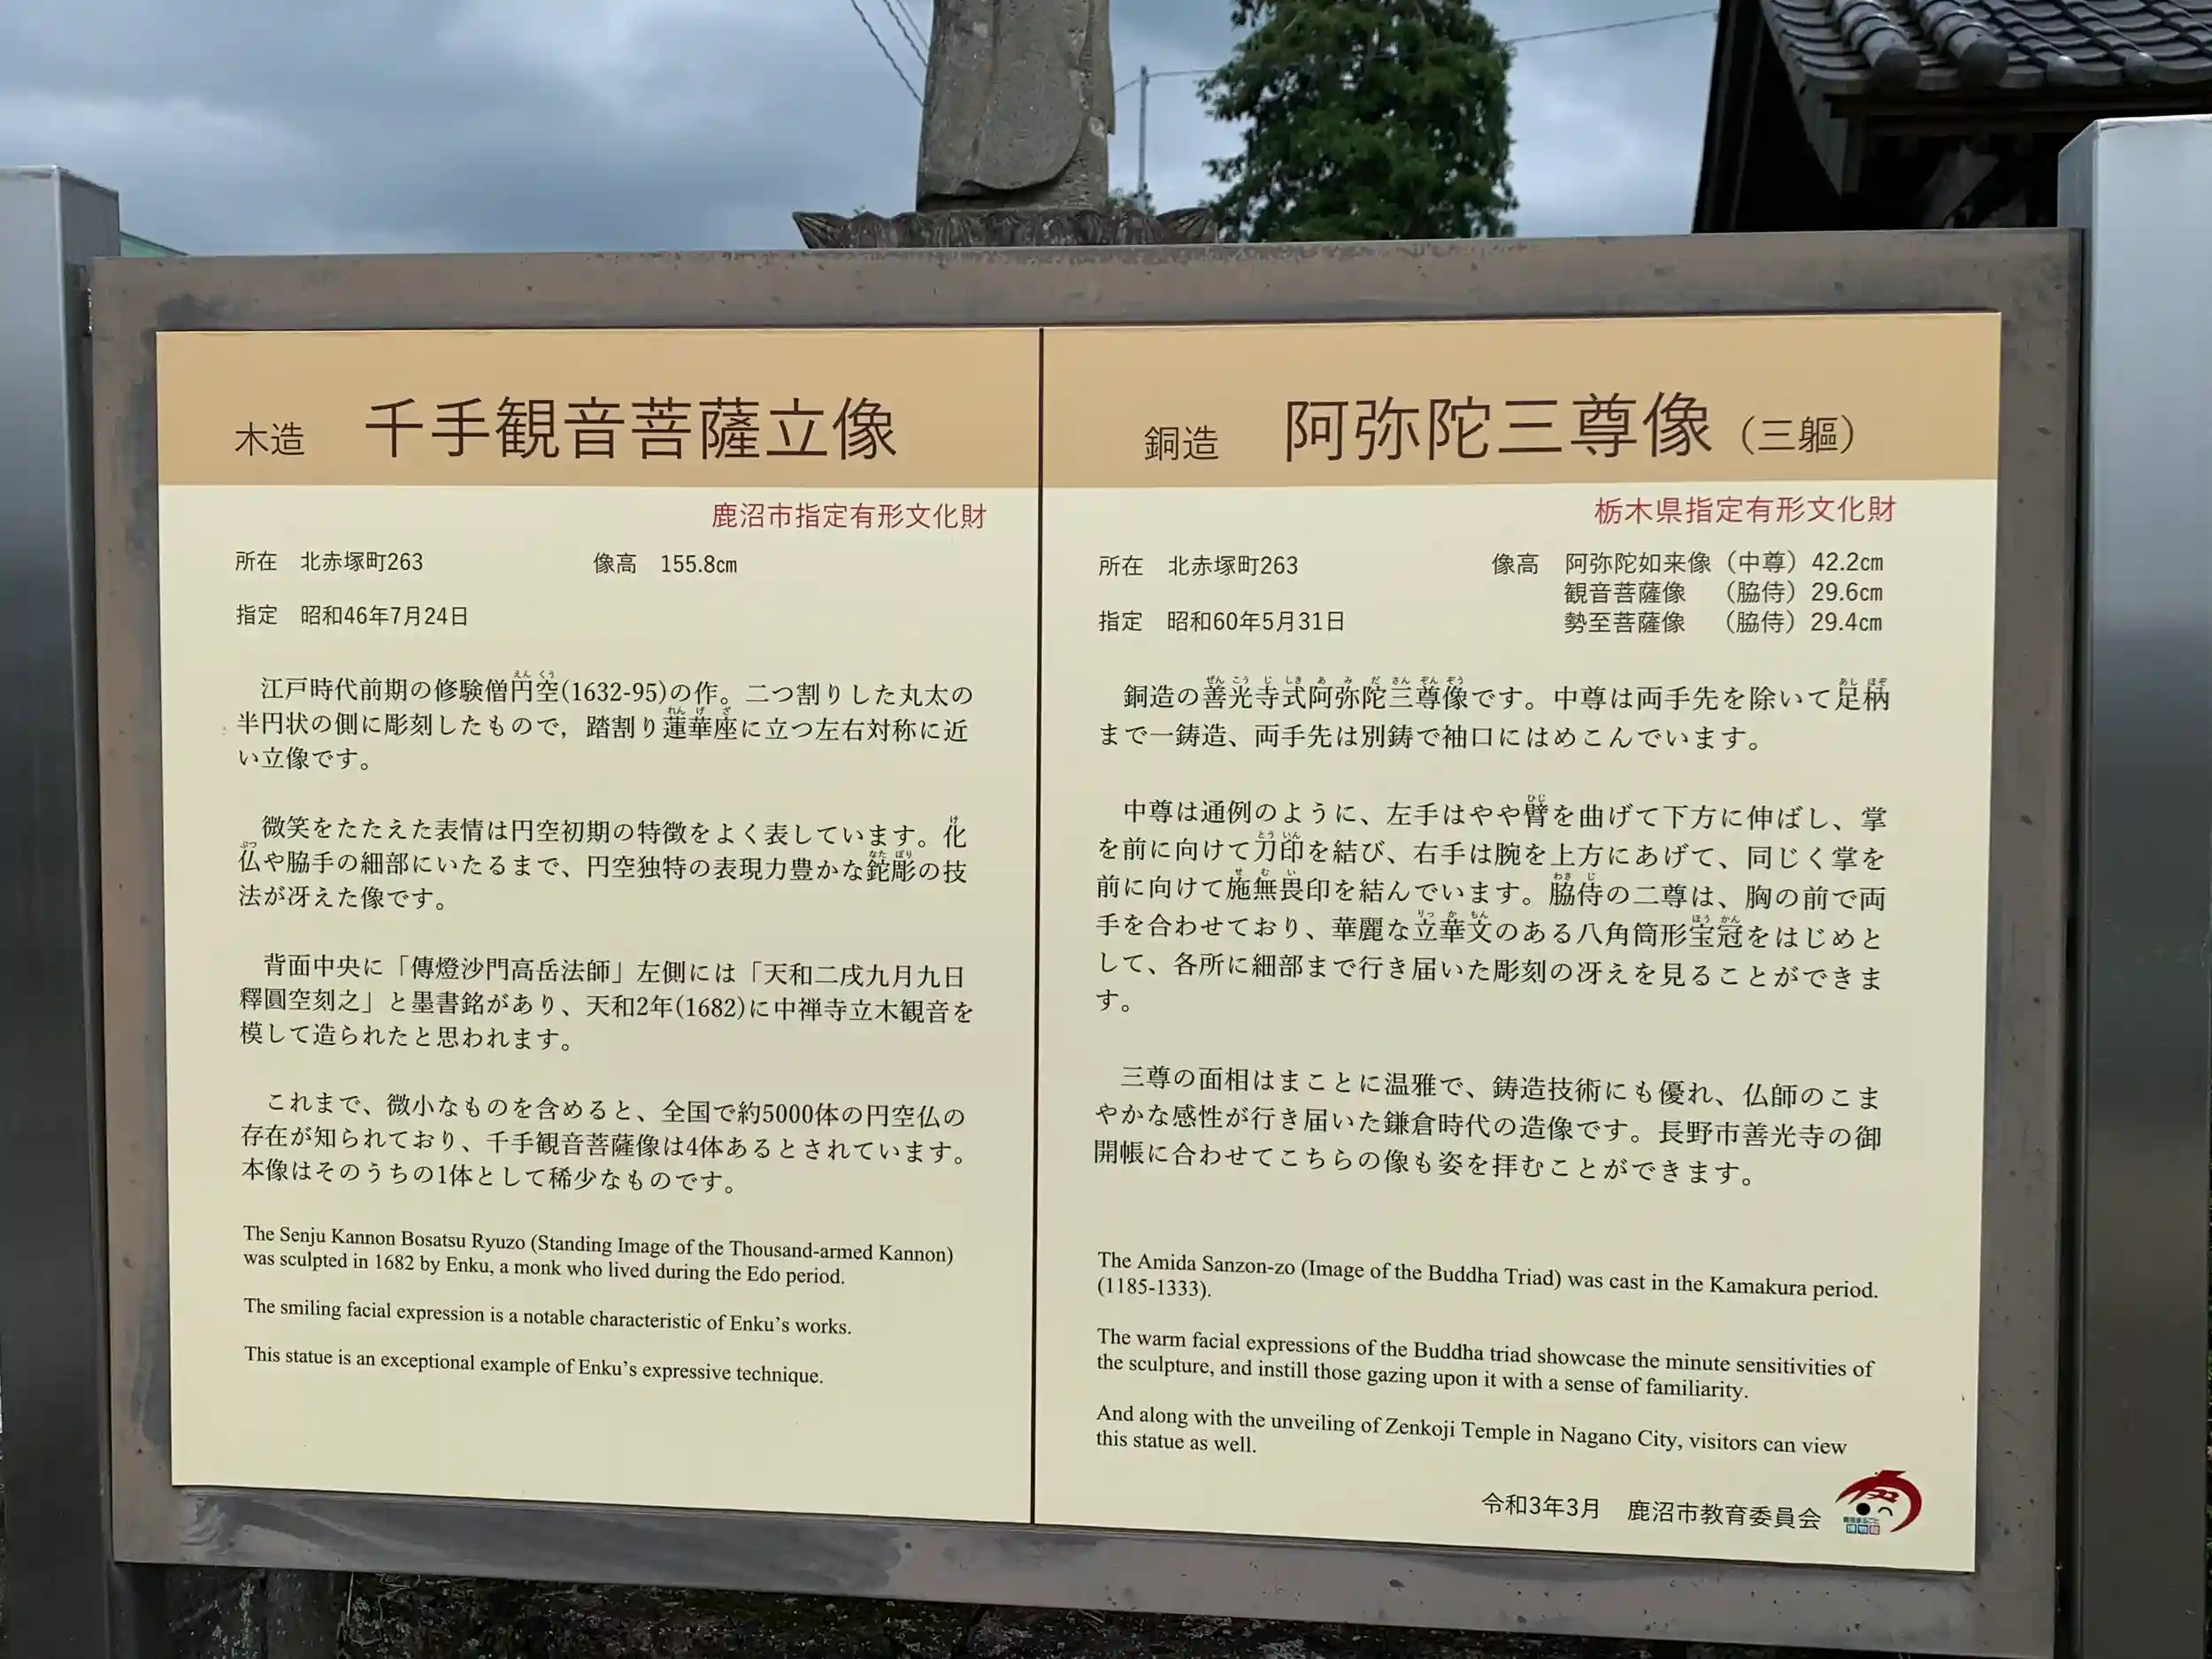 木造 千手観音菩薩立像
鹿沼市指定有形文化財
所在 北赤塚町263 像高 155.8㎝
指定 昭和46年7月24日
江戸時代前期の修験僧円空(1632-95)の作。二つ割りした丸太の
半円状の側に彫刻したもので，踏割り蓮華座に立つ左右対称に近
い立像です。
微笑をたたえた表情は円空初期の特徴をよく表しています。化
仏や脇手の細部にいたるまで、円空独特の表現力豊かな鉈彫の技
法が冴えた像です。
背面中央に「傳燈沙門高岳法師」左側には「天和二戌九月九日
釋圓空刻之」と墨書銘があり、天和2年(1682)に中禅寺立木観音を
模して造られたと思われます。
これまで、微小なものを含めると、全国で約5000体の円空仏の
存在が知られており、千手観音菩薩像は4体あるとされています。
本像はそのうちの1体として稀少なものです。
The Senju Kannon Bosatsu Ryuzo (Standing Image of the Thousand-armed Kannon)
was sculpted in 1682 by Enku, a monk who lived during the Edo period.
The smiling facial expression is a notable characteristic of Enku's works.
This statue is an exceptional example of Enku's expressive technique.
銅造 阿弥陀三尊像（三軀）
栃木県指定有形文化財
所在 北赤塚町263
指定 昭和60年5月31日
像高 阿弥陀如来像（中尊）42.2㎝
観音菩薩像 （脇侍）29.6㎝
勢至菩薩像 （脇侍）29.4㎝
銅造の善光寺式阿弥陀三尊像です。中尊は両手先を除いて足枘
まで一鋳造、両手先は別鋳で袖口にはめこんでいます。
中尊は通例のように、左手はやや臂を曲げて下方に伸ばし、掌
を前に向けて刀印を結び、右手は腕を上方にあげて、同じく掌を
前に向けて施無畏印を結んでいます。脇侍の二尊は、胸の前で両
手を合わせており、華麗な立華文のある八角筒形宝冠をはじめと
して、各所に細部まで行き届いた彫刻の冴えを見ることができま
す。
三尊の面相はまことに温雅で、鋳造技術にも優れ、仏師のこま
やかな感性が行き届いた鎌倉時代の造像です。長野市善光寺の御
開帳に合わせてこちらの像も姿を拝むことができます。
The Amida Sanzon-zo (Image of the Buddha Triad) was cast in the Kamakura period.
(1185-1333).
The warm facial expressions of the Buddha triad showcase the minute sensitivities of
the sculpture, and instill those gazing upon it with a sense of familiarity.
And along with the unveiling of Zenkoji Temple in Nagano City, visitors can view
this statue as well.
令和3年3月 鹿沼市教育委員会
博物館